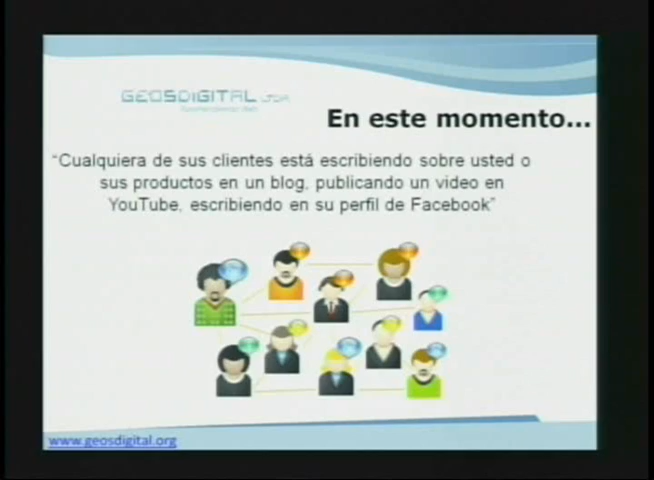 GEOSDIGITAL
En este momento...
“Cualquiera de sus clientes está escribiendo sobre usted o
sus productos en un blog, publicando un video en
YouTube, escribiendo en su perfil de Facebook”
www.geosdigital.org